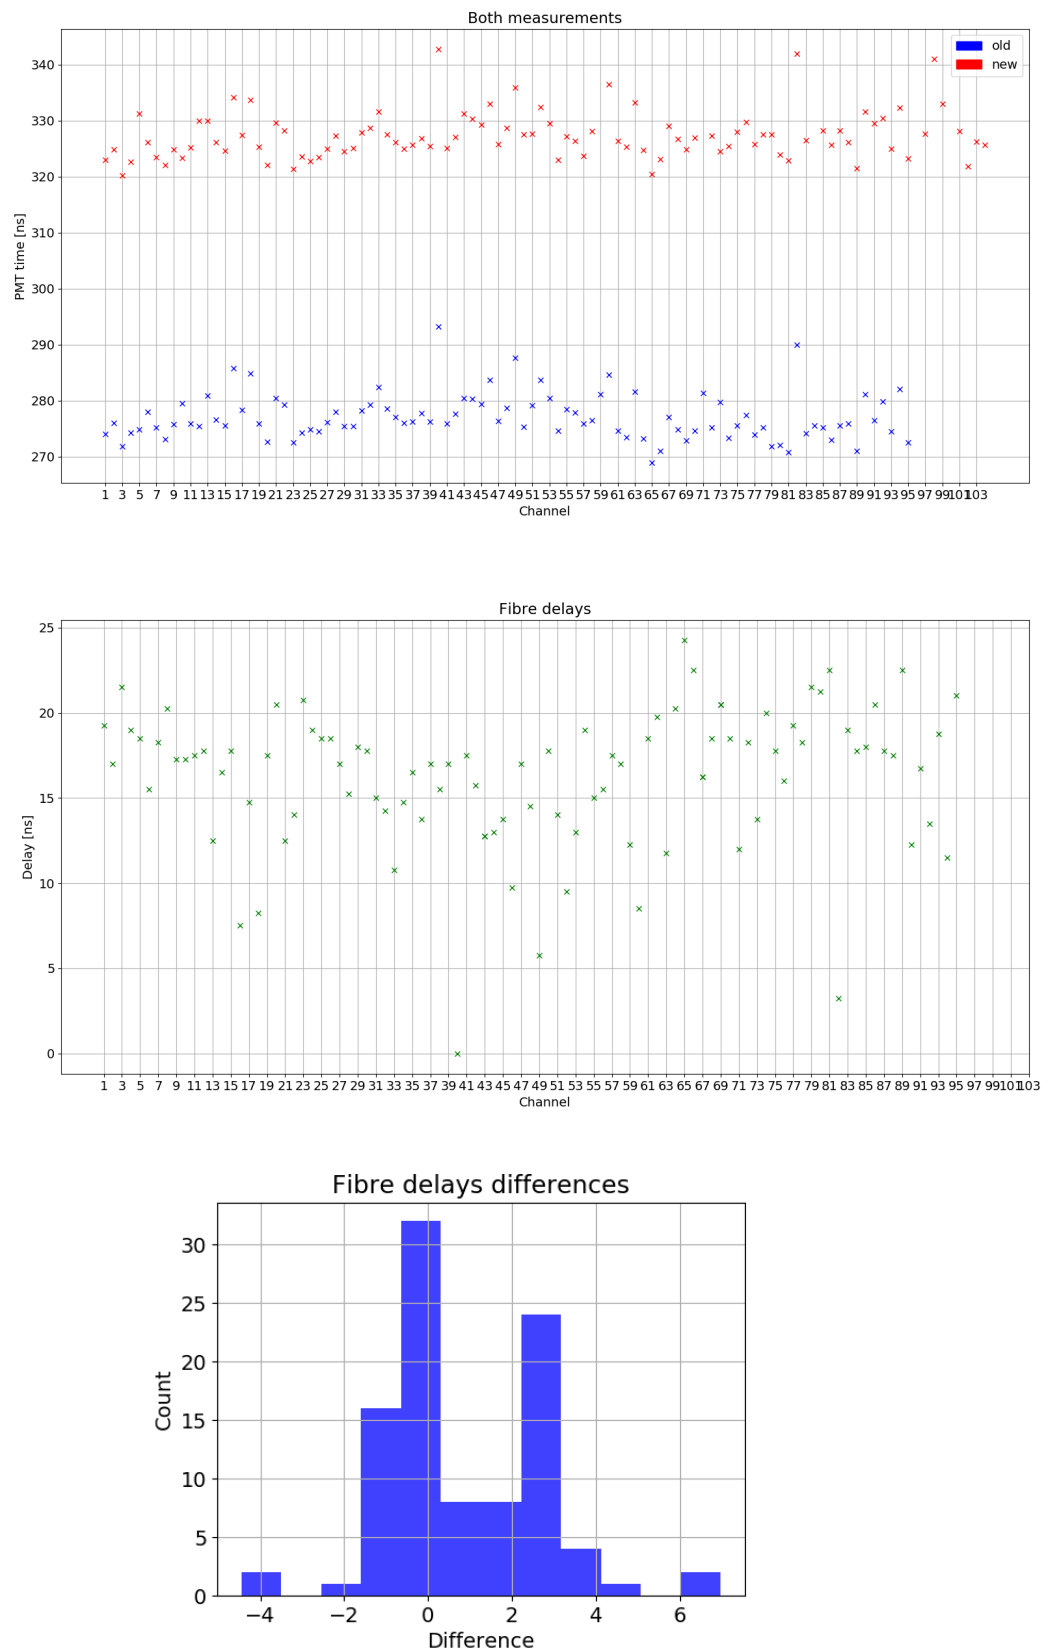 Both measurements
old
new
340
330
320
310
300
290
280
270
PMT time [ns]
1 3 5 7 9 11 13 15 17 19 21 23 25 27 29 31 33 35 37 39 41 43 45 47 49 51 53 55 57 59 61 63 65 67 69 71 73 75 77 79 81 83 85 87 89 91 93 95 97 99 101 103
Channel
Fibre delays
25
20
15
10
5
0
Delay [ns]
1 3 5 7 9 11 13 15 17 19 21 23 25 27 29 31 33 35 37 39 41 43 45 47 49 51 53 55 57 59 61 63 65 67 69 71 73 75 77 79 81 83 85 87 89 91 93 95 97 99 101 103
Channel
Fibre delays differences
30
25
20
15
10
5
0
Count
−4 −2 0 2 4 6
Difference